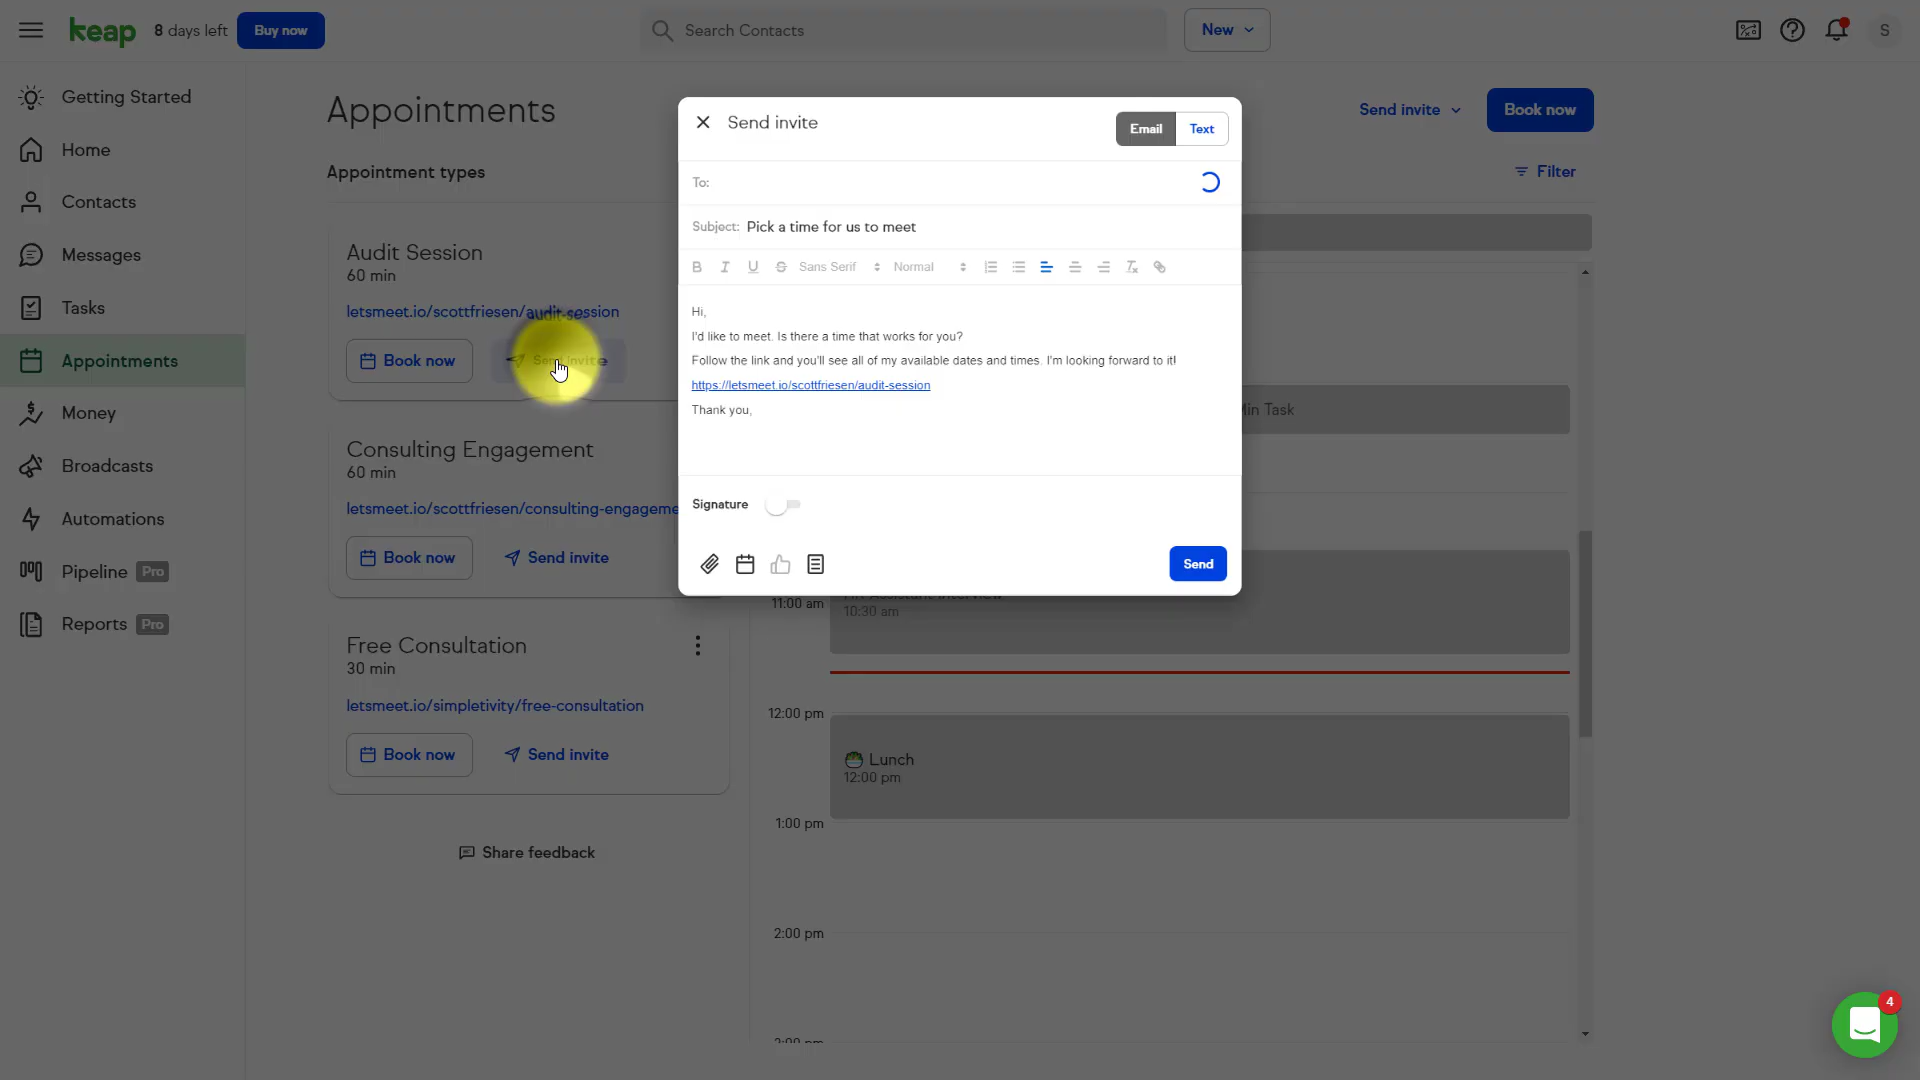 keap
8 days left
Buy now
Search Contacts
New
S
Getting Started
Home
Contacts
Messages
Tasks
Appointments
Money
Broadcasts
Automations
Pipeline Pro
Reports Pro
Appointments
Send invite
Book now
Appointment types
Filter
Audit Session
60 min
letsmeet.io/scottfriesen/audit-session
Book now
Send invite
Consulting Engagement
60 min
letsmeet.io/scottfriesen/consulting-engageme
Book now
Send invite
Free Consultation
30 min
letsmeet.io/simpletivity/free-consultation
Book now
Send invite
Share feedback
Send invite
Email
Text
To:
Subject: Pick a time for us to meet
Sans Serif
Normal
Hi,
I'd like to meet. Is there a time that works for you?
Follow the link and you'll see all of my available dates and times. I'm looking forward to it!
https://letsmeet.io/scottfriesen/audit-session
Thank you,
Signature
Send
Min Task
11:00 am
10:30 am
12:00 pm
Lunch
12:00 pm
1:00 pm
2:00 pm
4